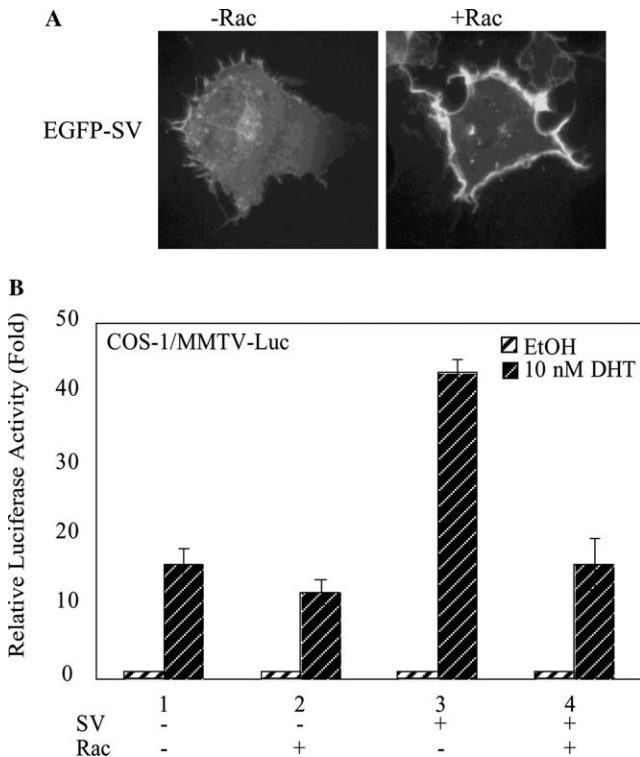 A
-Rac
+Rac
EGFP-SV
B
50
40
30
20
10
0
Relative Luciferase Activity (Fold)
COS-1/MMTV-Luc
EtOH
10 nM DHT
1 2 3 4
SV - - + +
Rac - + - +